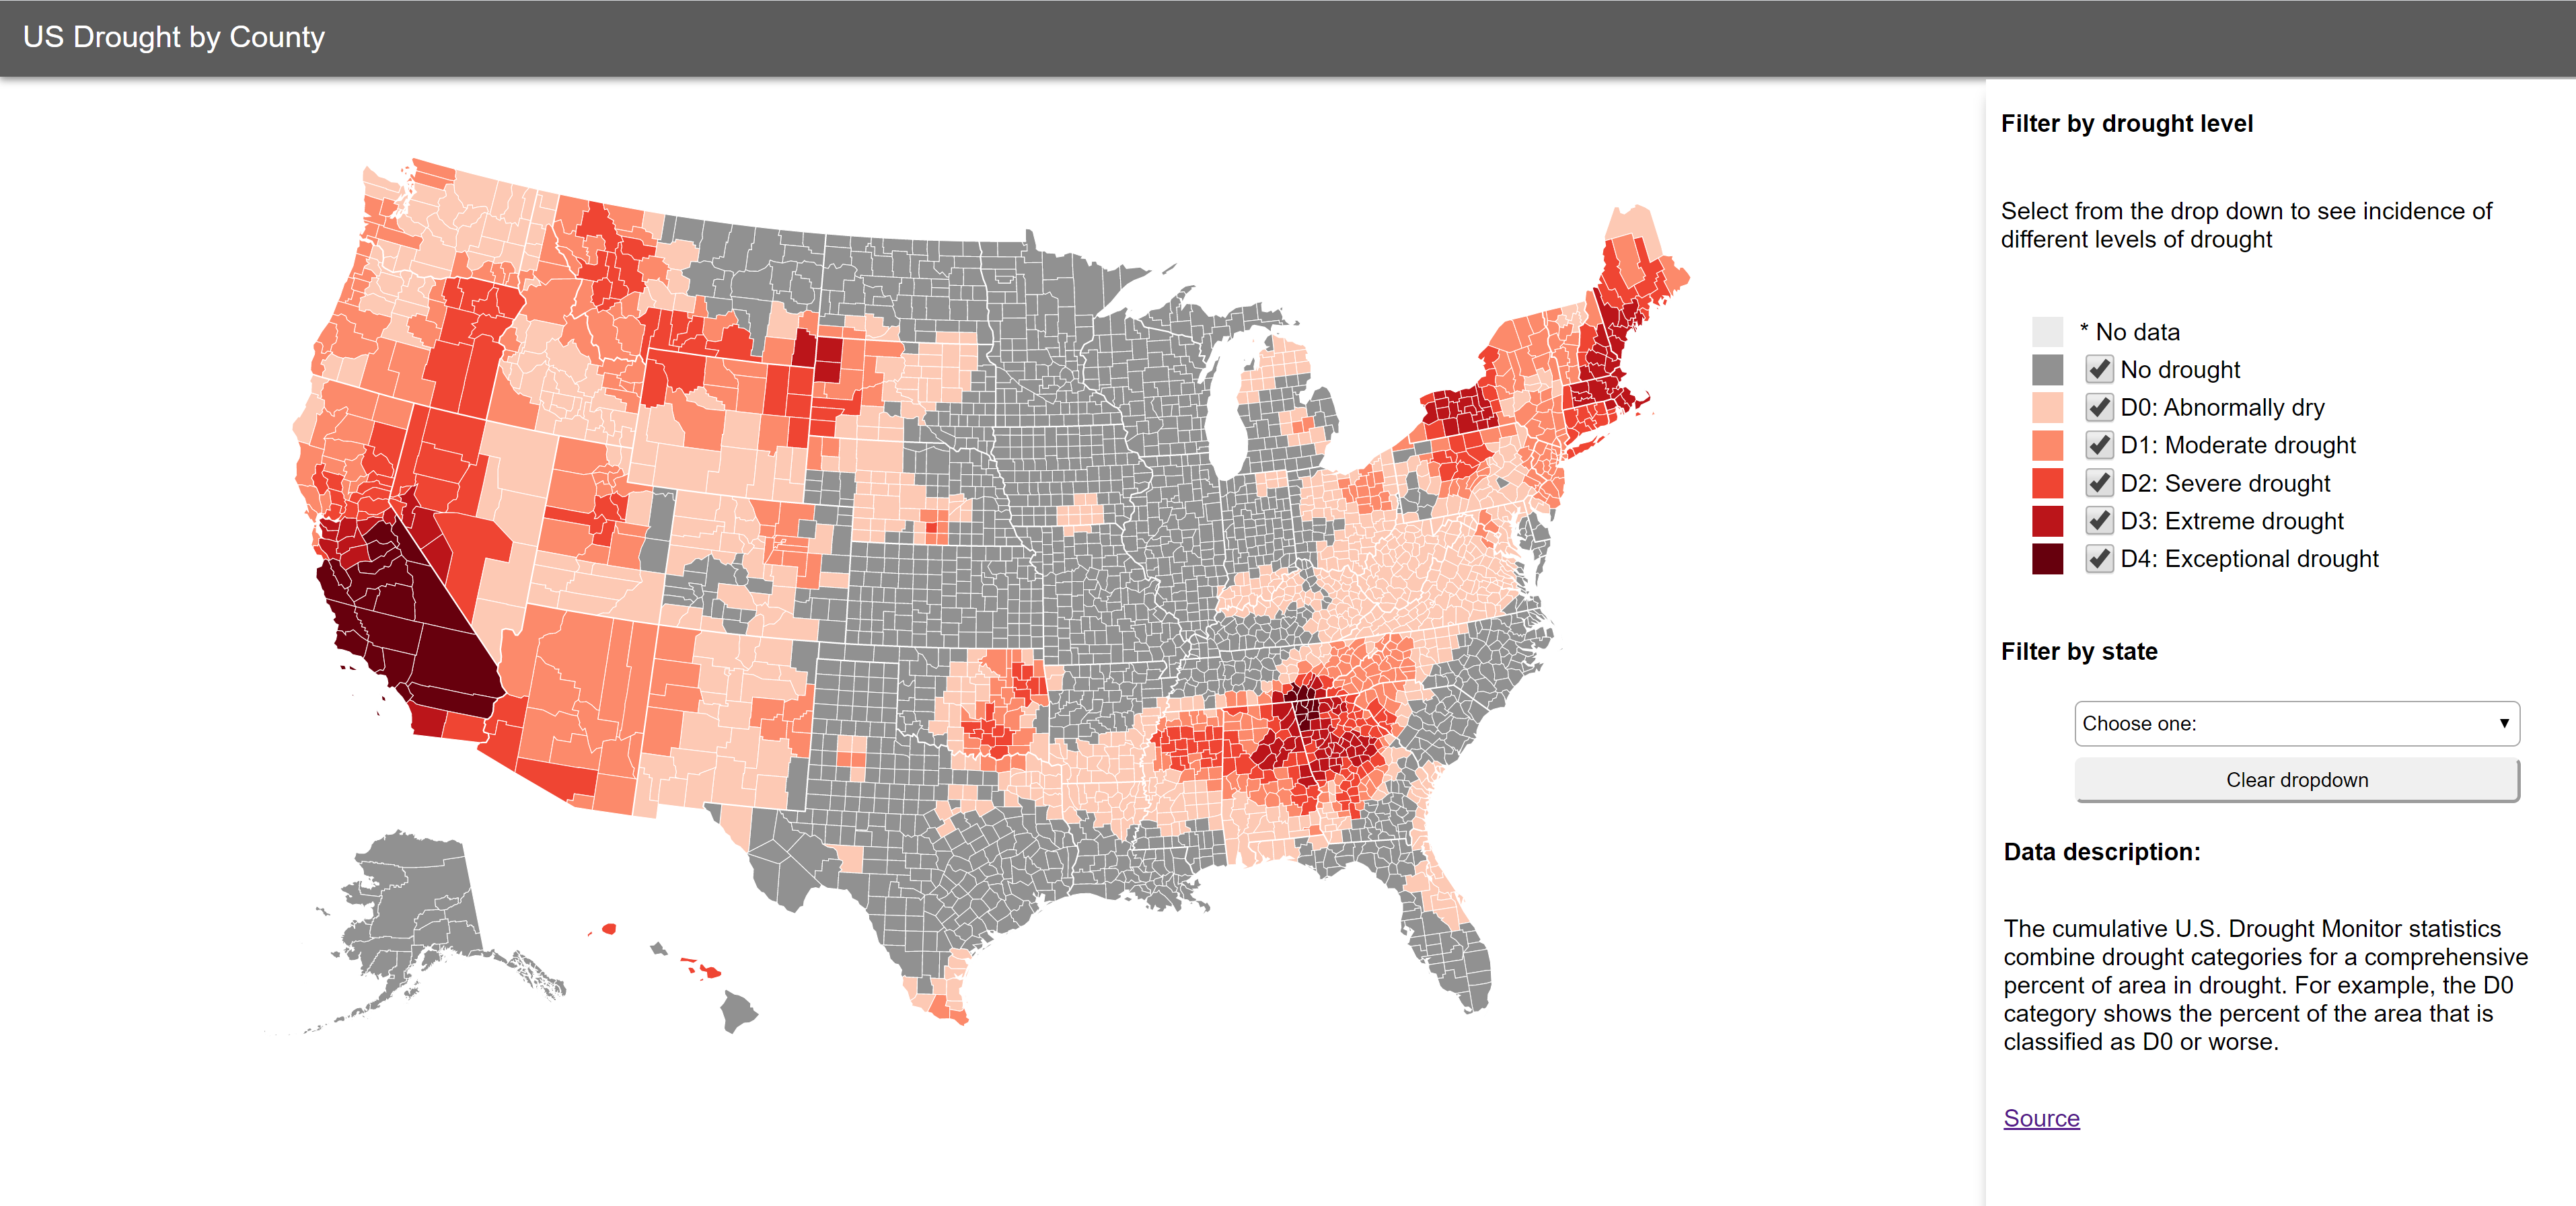 US Drought by County
Filter by drought level
Select from the drop down to see incidence of
different levels of drought
* No data
No drought
D0: Abnormally dry
D1: Moderate drought
D2: Severe drought
D3: Extreme drought
D4: Exceptional drought
Filter by state
Choose one:
Clear dropdown
Data description:
The cumulative U.S. Drought Monitor statistics
combine drought categories for a comprehensive
percent of area in drought. For example, the D0
category shows the percent of the area that is
classified as D0 or worse.
Source